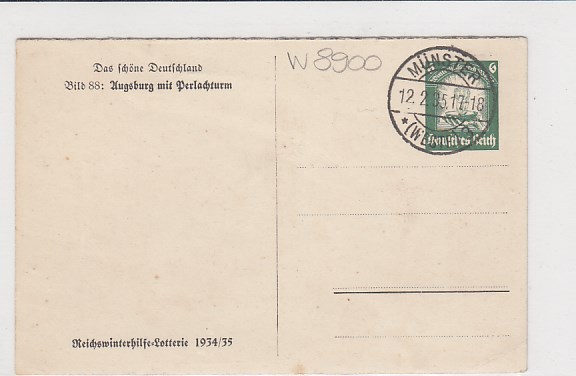 Das schöne Deutschland
Bild 88: Augsburg mit Perlachturm
W 8900
6
MÜNSTER
12.2.35.17-18
* (WESTF)
Deutsches Reich
Reichswinterhilfe-Lotterie 1934/35